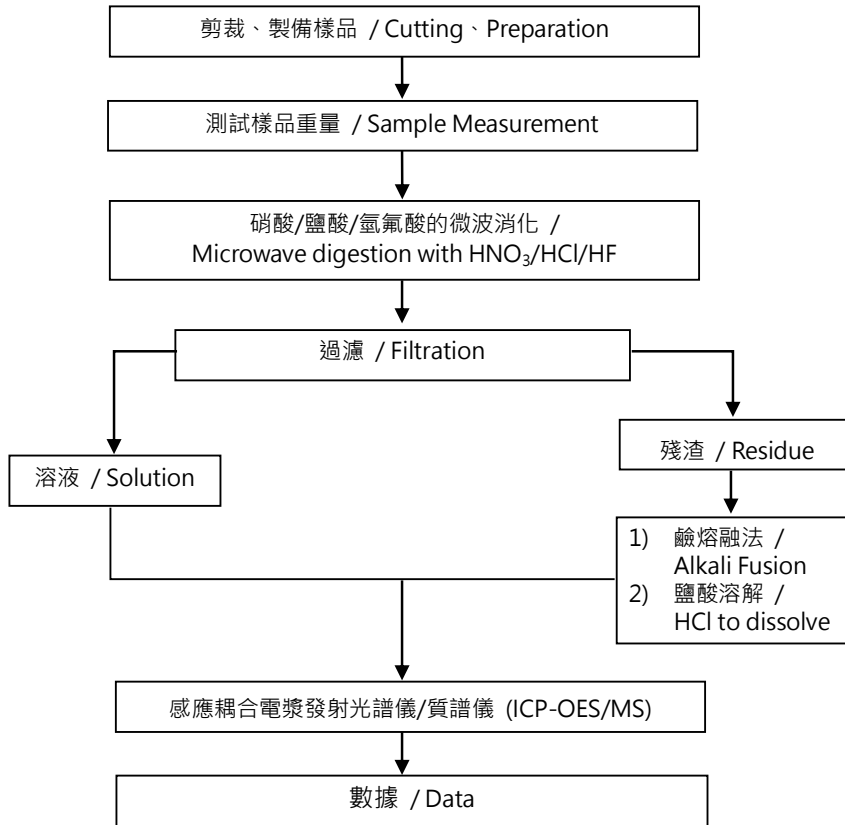 剪裁、製備樣品 / Cutting、Preparation
測試樣品重量 / Sample Measurement
硝酸/鹽酸/氫氟酸的微波消化 /
Microwave digestion with HNO₃/HCl/HF
過濾 / Filtration
溶液 / Solution
殘渣 / Residue
1) 鹼熔融法 /
Alkali Fusion
2) 鹽酸溶解 /
HCl to dissolve
感應耦合電漿發射光譜儀/質譜儀 (ICP-OES/MS)
數據 / Data